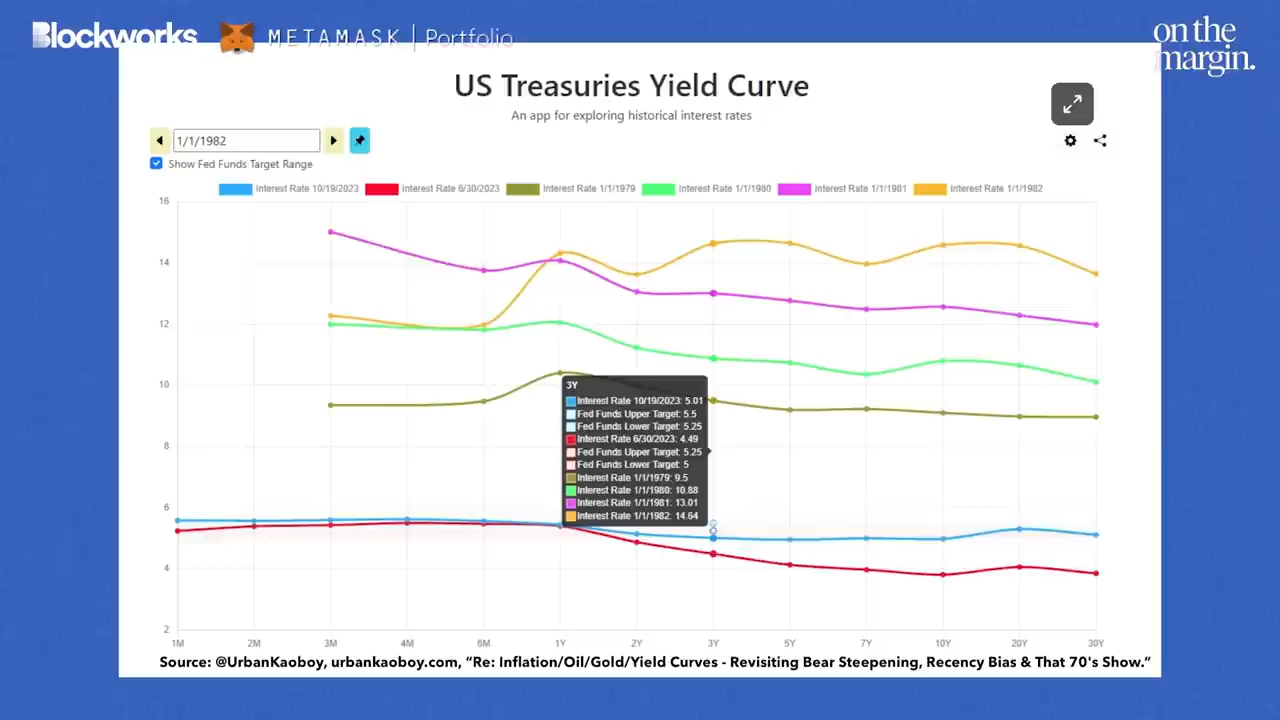 Blockworks METAMASK | Portfolio
on the
margin.
US Treasuries Yield Curve
An app for exploring historical interest rates
1/1/1982
Show Fed Funds Target Range
Interest Rate 10/19/2023 Interest Rate 6/30/2023 Interest Rate 1/1/1979 Interest Rate 1/1/1980 Interest Rate 1/1/1981 Interest Rate 1/1/1982
16
14
12
10
8
6
4
2
3Y
Interest Rate 10/19/2023: 5.01
Fed Funds Upper Target: 5.5
Fed Funds Lower Target: 5.25
Interest Rate 6/30/2023: 4.49
Fed Funds Upper Target: 5.25
Fed Funds Lower Target: 5
Interest Rate 1/1/1979: 9.5
Interest Rate 1/1/1980: 10.88
Interest Rate 1/1/1981: 13.01
Interest Rate 1/1/1982: 14.64
1M 2M 3M 4M 6M 1Y 2Y 3Y 5Y 7Y 10Y 20Y 30Y
Source: @UrbanKaoboy, urbankaoboy.com, “Re: Inflation/Oil/Gold/Yield Curves - Revisiting Bear Steepening, Recency Bias & That 70's Show.”